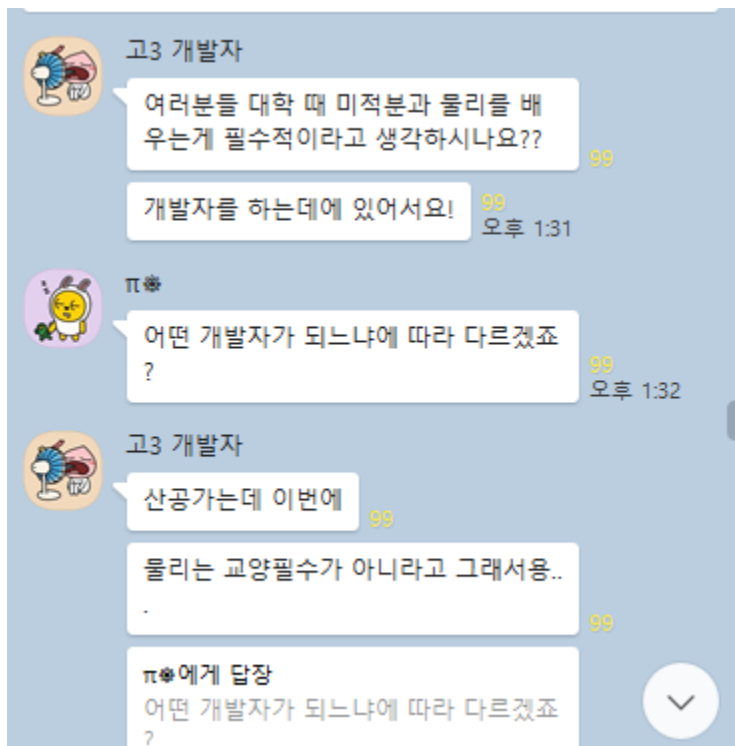 고3 개발자
여러분들 대학 때 미적분과 물리를 배
우는게 필수적이라고 생각하시나요??
99
개발자를 하는데에 있어서요!
99
오후 1:31
π⎈
어떤 개발자가 되느냐에 따라 다르겠죠
?
99
오후 1:32
고3 개발자
산공가는데 이번에
99
물리는 교양필수가 아니라고 그래서용..
.
99
π⎈에게 답장
어떤 개발자가 되느냐에 따라 다르겠죠
?